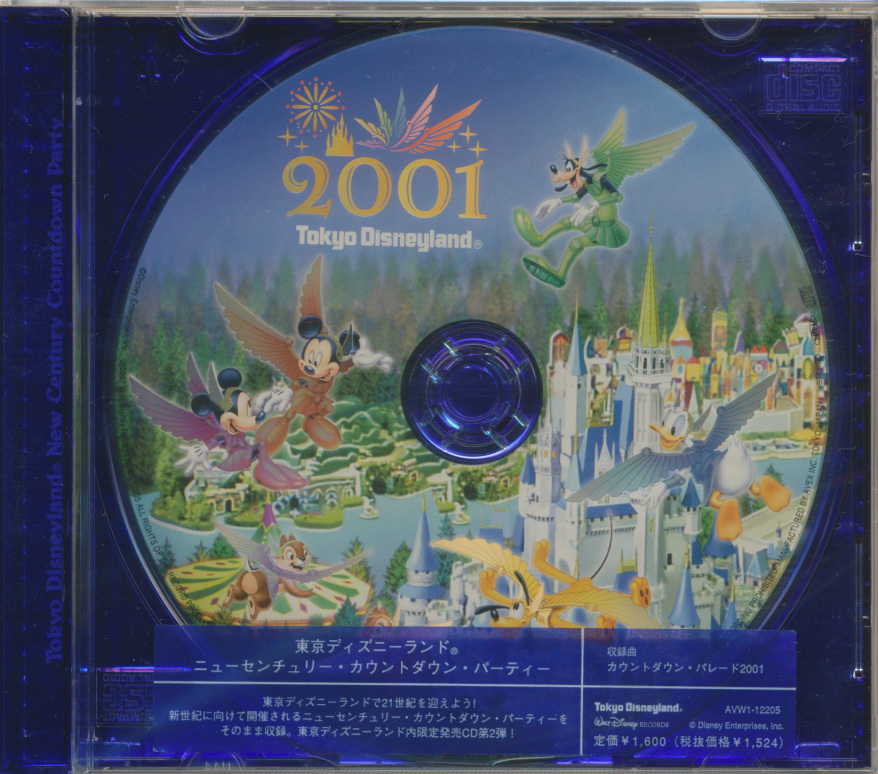 Tokyo Disneyland® New Century Countdown Party
COMPACT
DISC
DIGITAL AUDIO
2001
Tokyo Disneyland®
東京ディズニーランド®
ニューセンチュリー・カウントダウン・パーティー
東京ディズニーランドで21世紀を迎えよう!
新世紀に向けて開催されるニューセンチュリー・カウントダウン・パーティーを
そのまま収録。東京ディズニーランド内限定発売CD第2弾!
収録曲
カウントダウン・パレード2001
Tokyo Disneyland®
AVW1-12205
Walt Disney RECORDS
© Disney Enterprises, Inc.
定価¥1,600(税抜価格¥1,524)